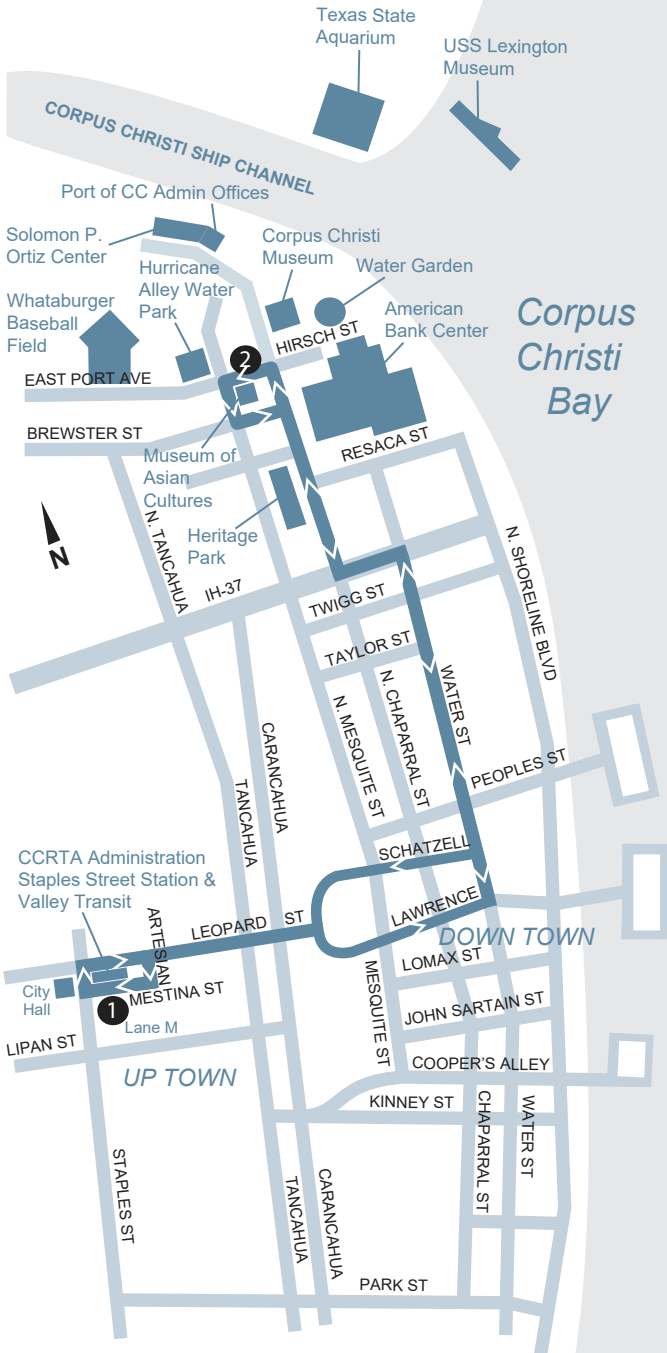 Texas State
Aquarium
USS Lexington
Museum
CORPUS CHRISTI SHIP CHANNEL
Port of CC Admin Offices
Solomon P.
Ortiz Center
Corpus Christi
Museum
Hurricane
Alley Water
Park
Water Garden
Whataburger
Baseball
Field
American
Bank Center
Corpus
Christi
Bay
HIRSCH ST
2
EAST PORT AVE
BREWSTER ST
RESACA ST
Museum of
Asian
Cultures
Heritage
Park
N
N. TANCAHUA
IH-37
N. SHORELINE BLVD
TWIGG ST
TAYLOR ST
WATER ST
N. MESQUITE ST
N. CHAPARRAL ST
CARANCAHUA
TANCAHUA
PEOPLES ST
SCHATZELL
CCRTA Administration
Staples Street Station &
Valley Transit
ARTESIAN
LEOPARD ST
LAWRENCE
DOWN TOWN
LOMAX ST
MESQUITE ST
City
Hall
MESTINA ST
1
Lane M
JOHN SARTAIN ST
LIPAN ST
COOPER'S ALLEY
UP TOWN
KINNEY ST
CHAPARRAL ST
WATER ST
STAPLES ST
TANCAHUA
CARANCAHUA
PARK ST